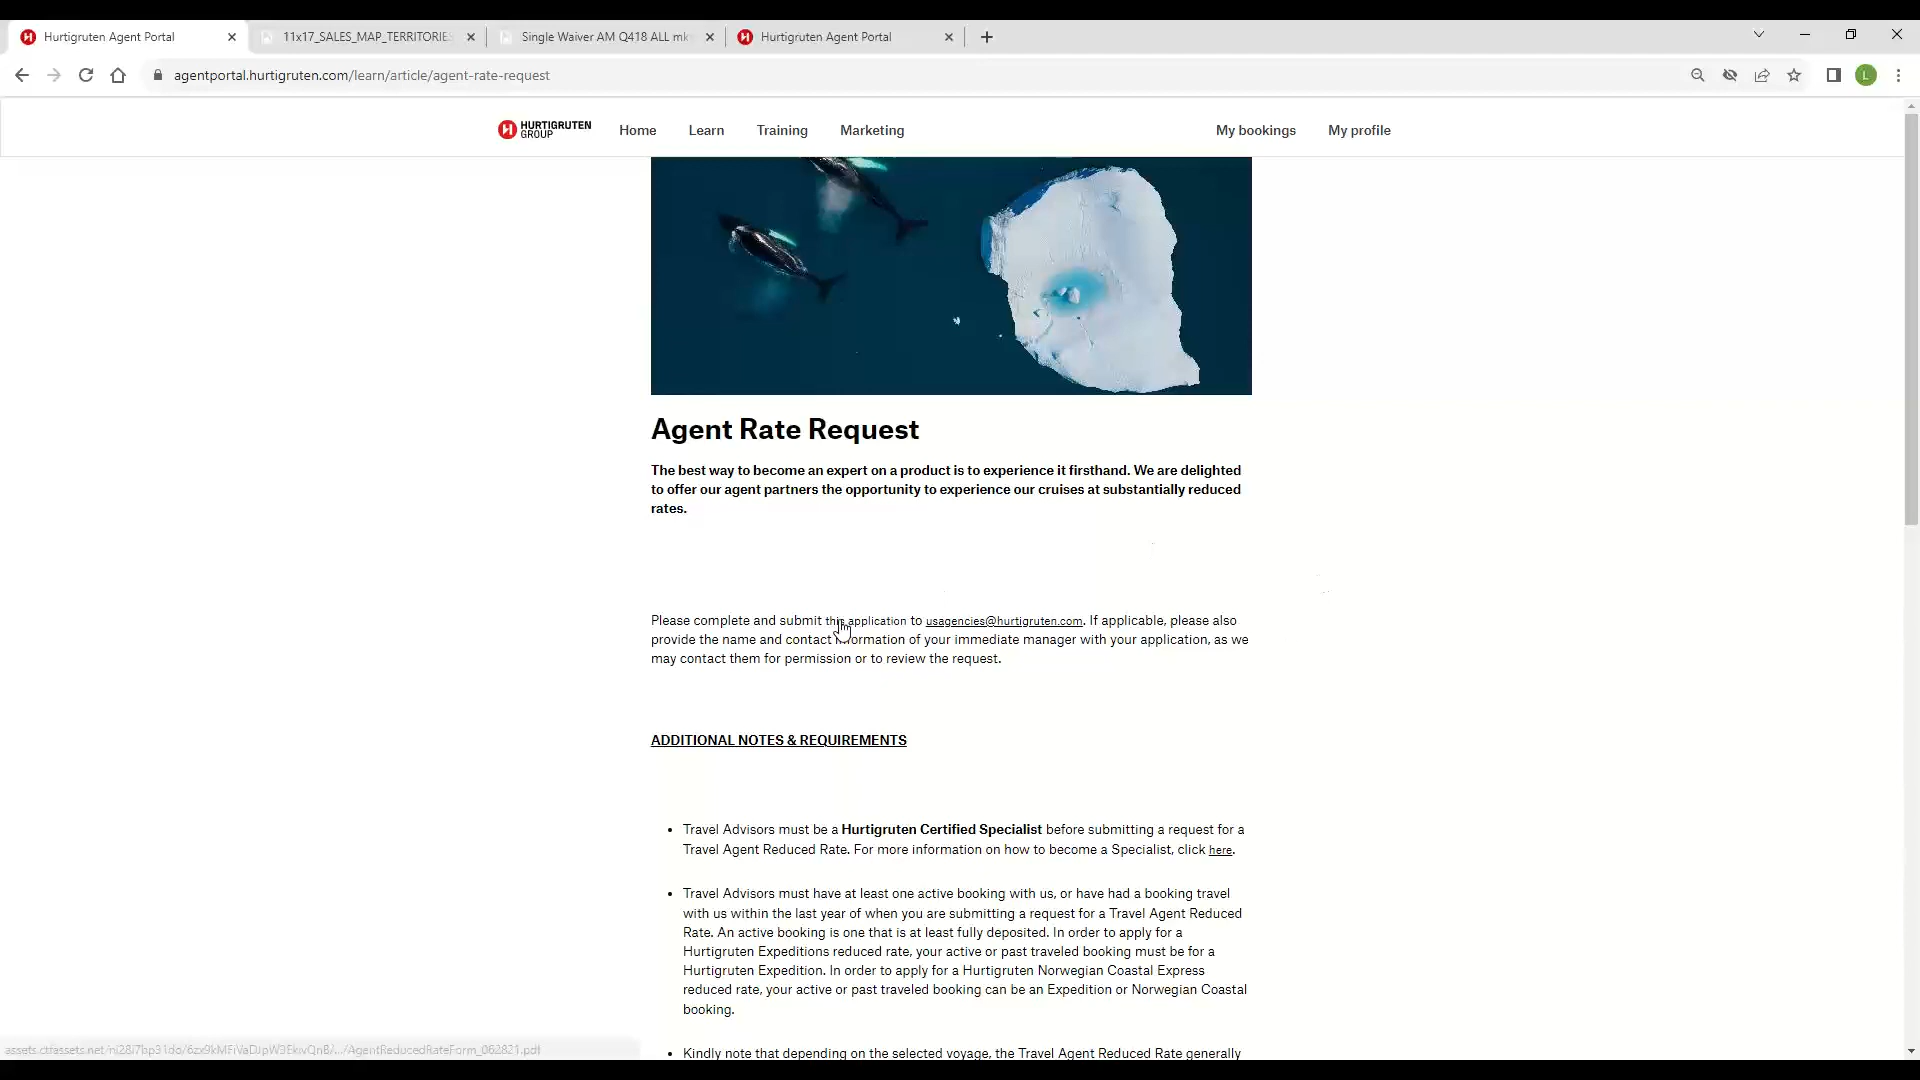 Hurtigruten Agent Portal
11x17_SALES_MAP_TERRITORIES
Single Waiver AM Q418 ALL mk
Hurtigruten Agent Portal
agentportal.hurtigruten.com/learn/article/agent-rate-request
L
HURTIGRUTEN
GROUP
Home
Learn
Training
Marketing
My bookings
My profile
Agent Rate Request
The best way to become an expert on a product is to experience it firsthand. We are delighted
to offer our agent partners the opportunity to experience our cruises at substantially reduced
rates.
Please complete and submit this application to usagencies@hurtigruten.com. If applicable, please also
provide the name and contact information of your immediate manager with your application, as we
may contact them for permission or to review the request.
ADDITIONAL NOTES & REQUIREMENTS
• Travel Advisors must be a Hurtigruten Certified Specialist before submitting a request for a
Travel Agent Reduced Rate. For more information on how to become a Specialist, click here.
• Travel Advisors must have at least one active booking with us, or have had a booking travel
with us within the last year of when you are submitting a request for a Travel Agent Reduced
Rate. An active booking is one that is at least fully deposited. In order to apply for a
Hurtigruten Expeditions reduced rate, your active or past traveled booking must be for a
Hurtigruten Expedition. In order to apply for a Hurtigruten Norwegian Coastal Express
reduced rate, your active or past traveled booking can be an Expedition or Norwegian Coastal
booking.
• Kindly note that depending on the selected voyage, the Travel Agent Reduced Rate generally